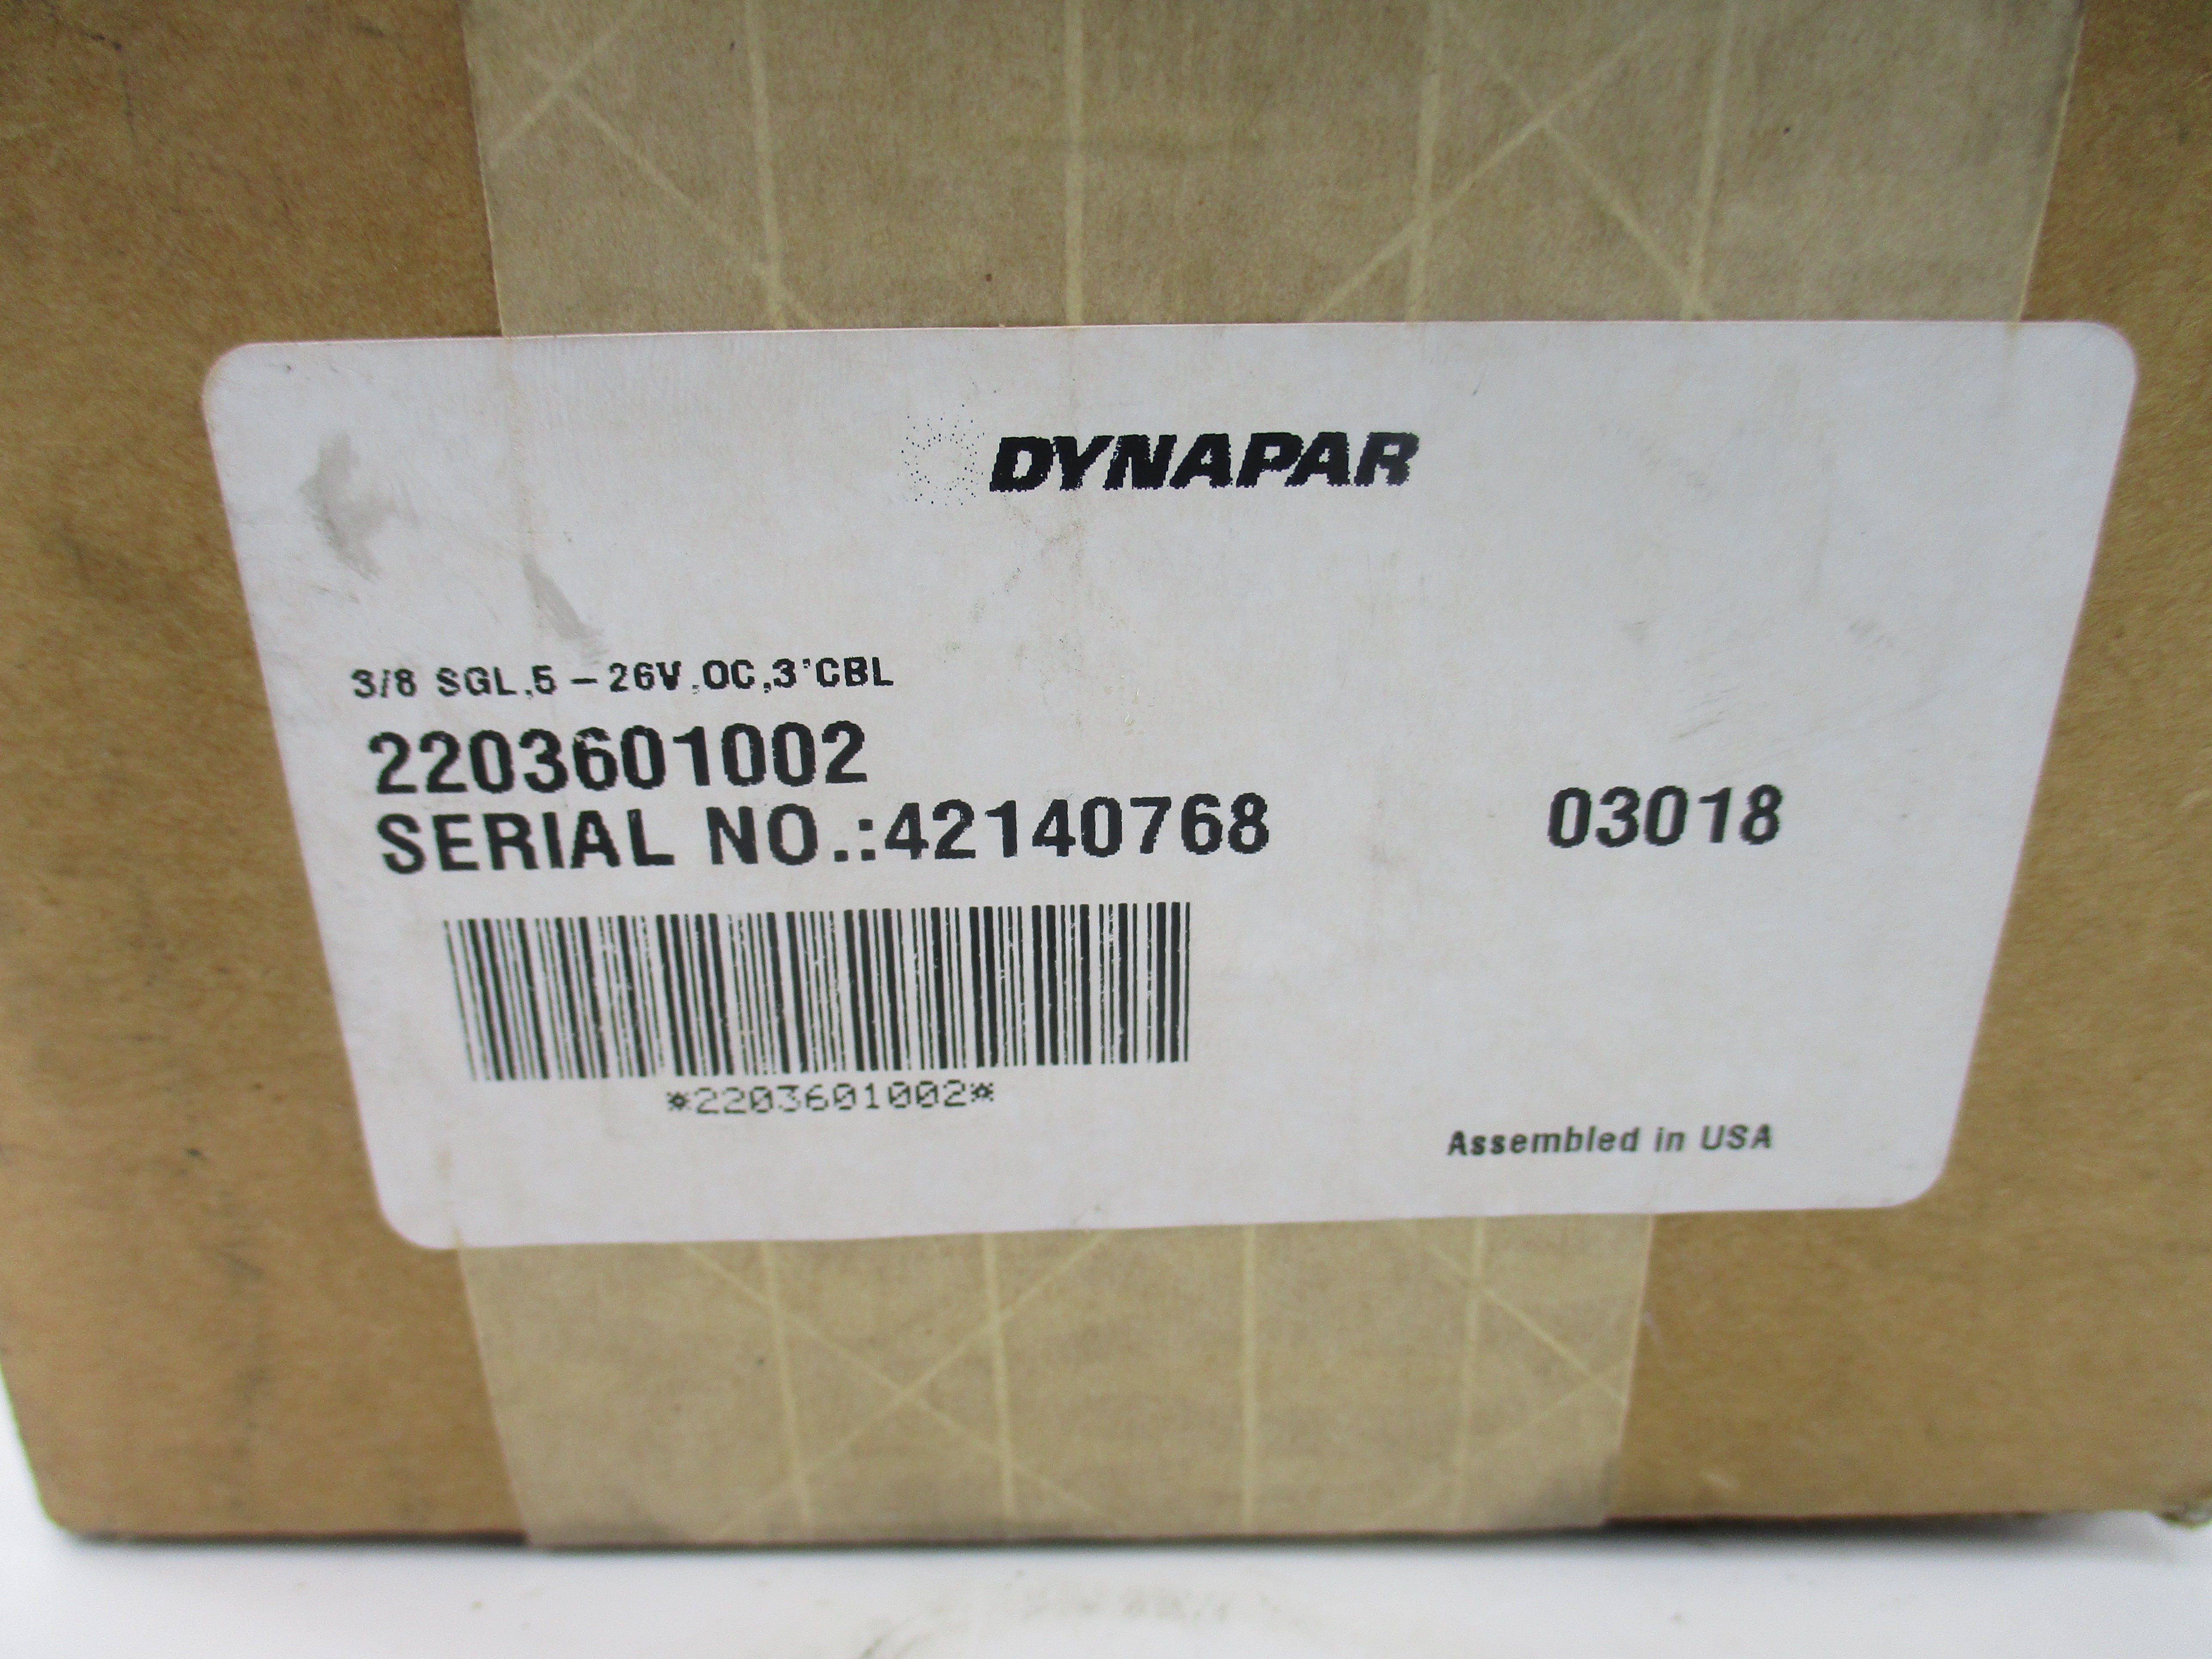 DYNAPAR
3/8 SGL,5 – 26V,OC,3'CBL
2203601002
SERIAL NO.:42140768
03018
*2203601002*
Assembled in USA